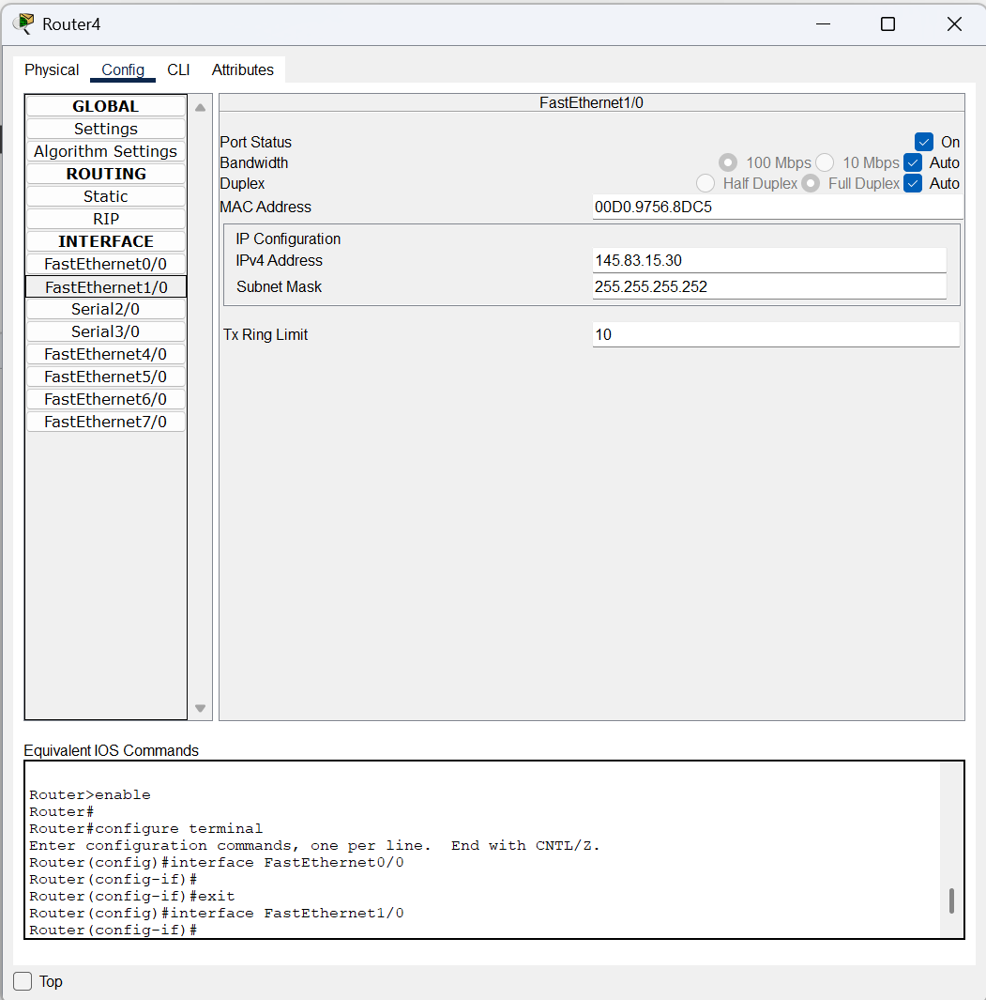 Router4
Physical Config CLI Attributes
GLOBAL
Settings
Algorithm Settings
ROUTING
Static
RIP
INTERFACE
FastEthernet0/0
FastEthernet1/0
Serial2/0
Serial3/0
FastEthernet4/0
FastEthernet5/0
FastEthernet6/0
FastEthernet7/0
FastEthernet1/0
Port Status On
Bandwidth 100 Mbps 10 Mbps Auto
Duplex Half Duplex Full Duplex Auto
MAC Address 00D0.9756.8DC5
IP Configuration
IPv4 Address 145.83.15.30
Subnet Mask 255.255.255.252
Tx Ring Limit 10
Equivalent IOS Commands
Router>enable
Router#
Router#configure terminal
Enter configuration commands, one per line.  End with CNTL/Z.
Router(config)#interface FastEthernet0/0
Router(config-if)#
Router(config-if)#exit
Router(config)#interface FastEthernet1/0
Router(config-if)#
Top